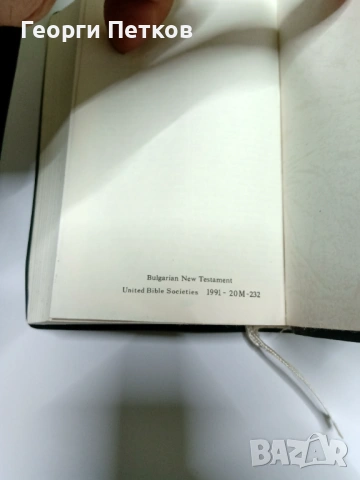 Георги Петков
Bulgarian New Testament
United Bible Societies 1991 - 20M-232
BAZAR